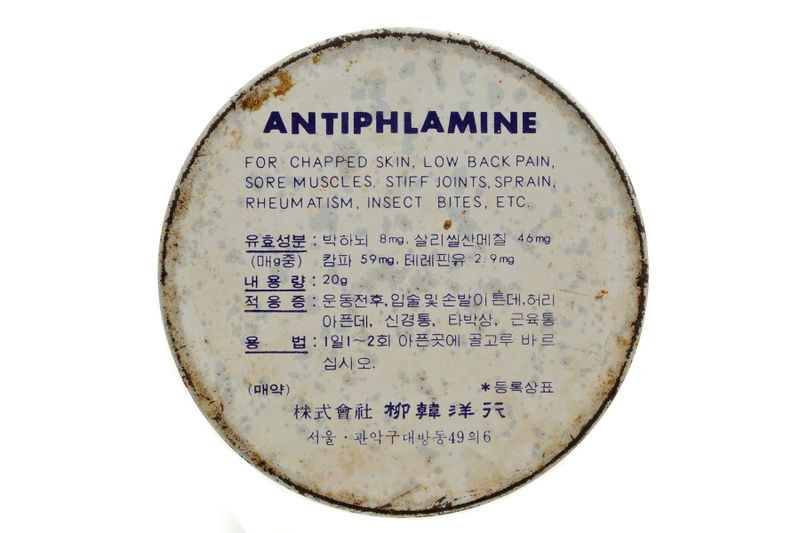 ANTIPHLAMINE
FOR CHAPPED SKIN, LOW BACK PAIN,
SORE MUSCLES, STIFF JOINTS, SPRAIN,
RHEUMATISM, INSECT BITES, ETC.
유효성분 : 박하뇌 8mg. 살리씰산메칠 46mg
(매g중) 캄파 59mg. 테레핀유 2.9mg
내용량 : 20g
적응증 : 운동전후, 입술및손발이튼데, 허리
아픈데, 신경통, 타박상, 근육통
용법 : 1일1~2회 아픈곳에 골고루 바르
십시오.
(매약) *등록상표
株式會社 柳韓洋行
서울·관악구대방동49의6